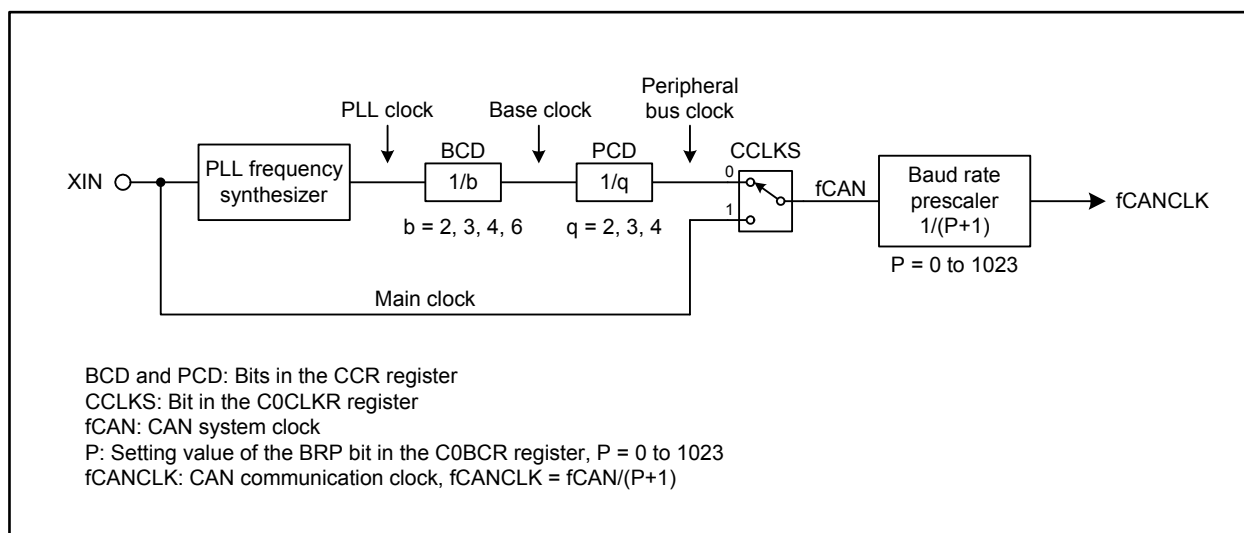 Peripheral
bus clock
PLL clock
Base clock
BCD
PCD
CCLKS
XIN
PLL frequency
synthesizer
1/b
1/q
0
1
fCAN
Baud rate
prescaler
1/(P+1)
fCANCLK
b = 2, 3, 4, 6
q = 2, 3, 4
P = 0 to 1023
Main clock
BCD and PCD: Bits in the CCR register
CCLKS: Bit in the C0CLKR register
fCAN: CAN system clock
P: Setting value of the BRP bit in the C0BCR register, P = 0 to 1023
fCANCLK: CAN communication clock, fCANCLK = fCAN/(P+1)